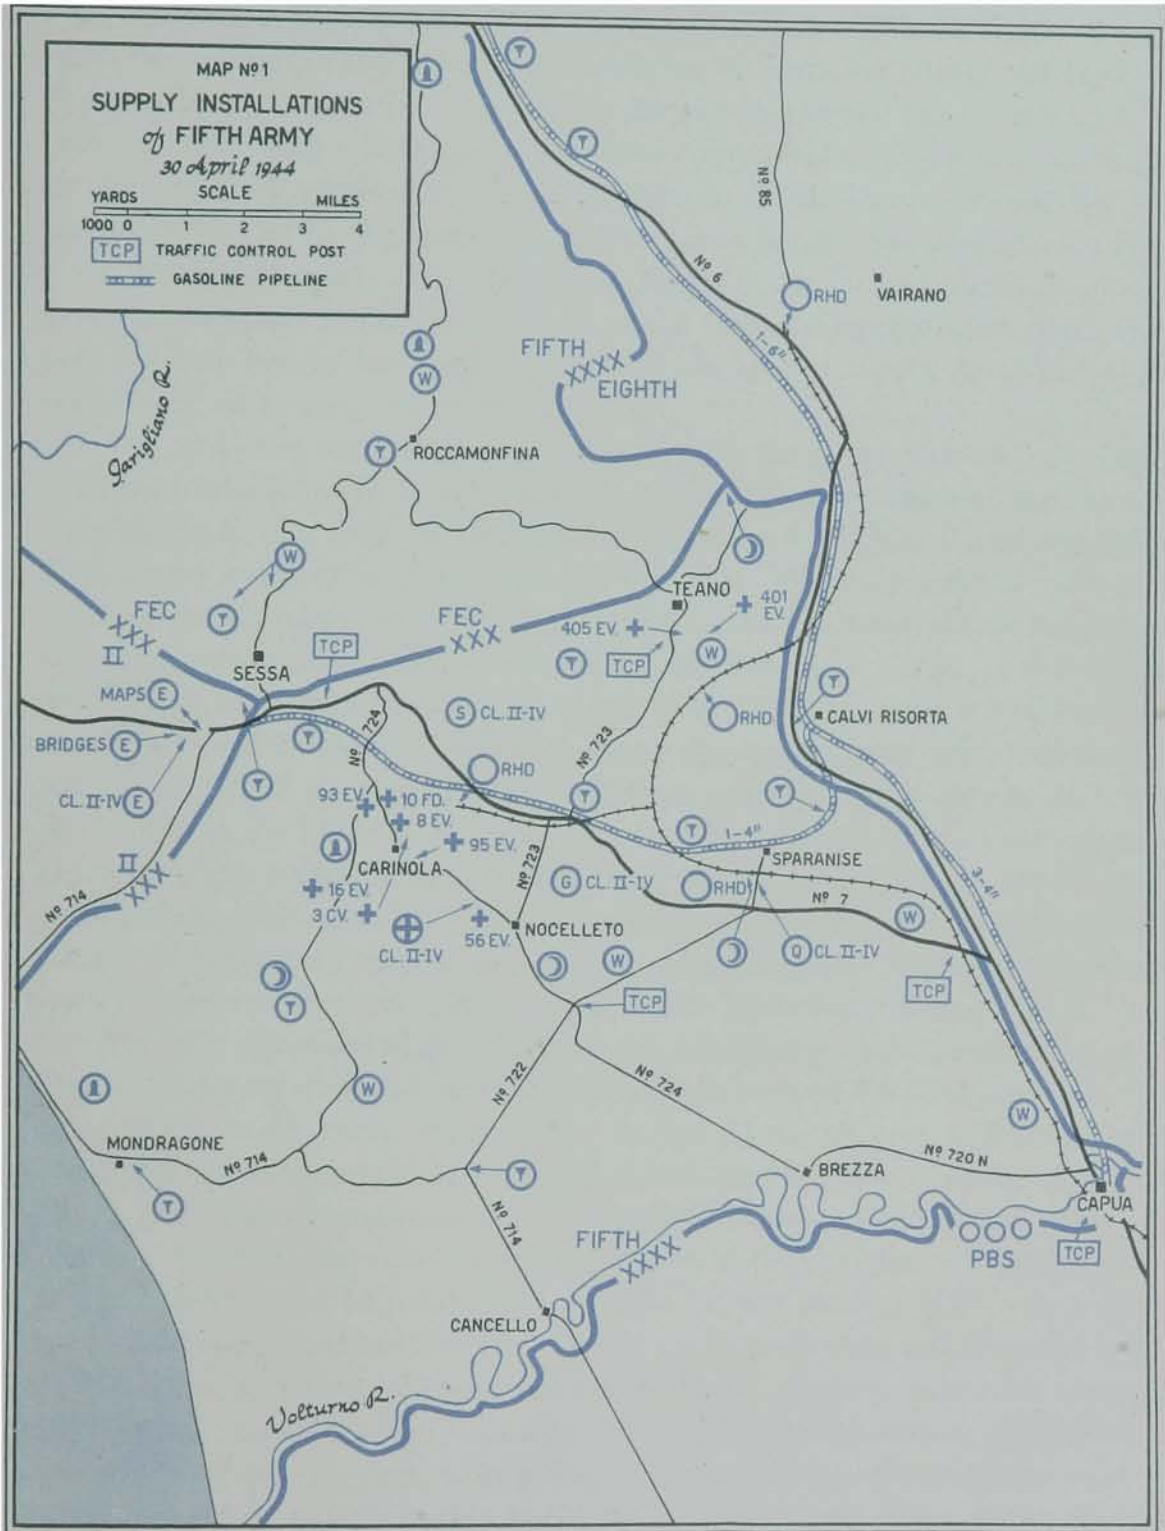 MAP Nº 1
SUPPLY INSTALLATIONS
of FIFTH ARMY
30 April 1944
SCALE
YARDS MILES
1000 0 1 2 3 4
TCP TRAFFIC CONTROL POST
GASOLINE PIPELINE
Nº 85
Nº 6
RHD
VAIRANO
1-6"
FIFTH
XXXX
EIGHTH
Garigliano R.
W
ROCCAMONFINA
W
TEANO
401
EV.
405 EV.
TCP
W
FEC
XXX
II
FEC
XXX
TCP
SESSA
MAPS E
BRIDGES E
CL. II-IV E
S CL. II-IV
RHD
CALVI RISORTA
Nº 724
Nº 723
RHD
93 EV.
10 FD.
8 EV.
95 EV.
CARINOLA
1-4"
SPARANISE
3-4"
II
XXX
Nº 714
16 EV.
3 CV.
CL. II-IV
56 EV.
Nº 723
G CL. II-IV
RHD
Nº 7
W
NOCELLETO
W
Q CL. II-IV
TCP
TCP
W
Nº 722
Nº 724
W
MONDRAGONE
Nº 714
Nº 720 N
BREZZA
CAPUA
Nº 714
FIFTH
XXXX
PBS
TCP
CANCELLO
Volturno R.